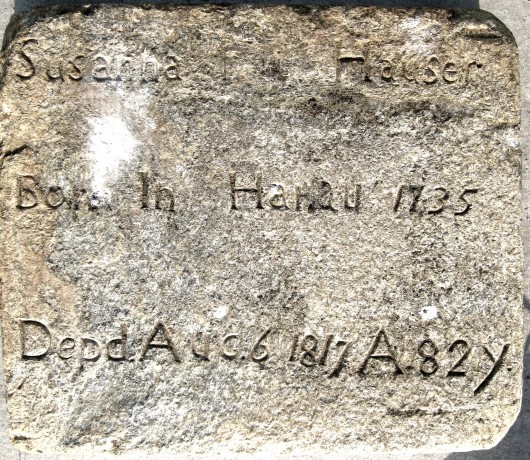 Susanna Hauser
Born In Hanau 1735
Depd. Aug. 6 1817 A. 82 y.